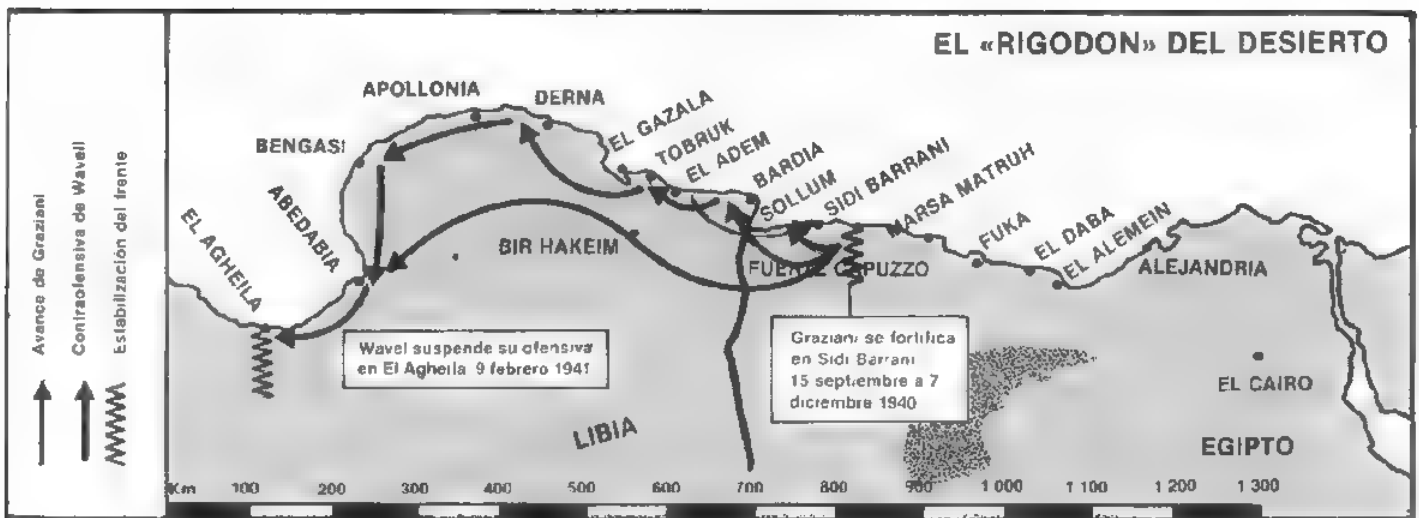 EL «RIGODON» DEL DESIERTO
APOLLONIA
DERNA
BENGASI
EL GAZALA
TOBRUK
EL ADEM
BARDIA
SOLLUM
SIDI BARRANI
MARSA MATRUH
FUKA
EL DABA
EL ALEMEIN
ALEJANDRIA
ABEDABIA
EL AGHEILA
BIR HAKEIM
FUERTE CAPUZZO
Wavel suspende su ofensiva
en El Agheila 9 febrero 1941
Graziani se fortifica
en Sidi Barrani
15 septiembre a 7
diciembre 1940
EL CAIRO
LIBIA
EGIPTO
Km 100 200 300 400 500 600 700 800 900 1 000 1 100 1 200 1 300
Avance de Graziani
Contraofensiva de Wavell
Estabilización del frente